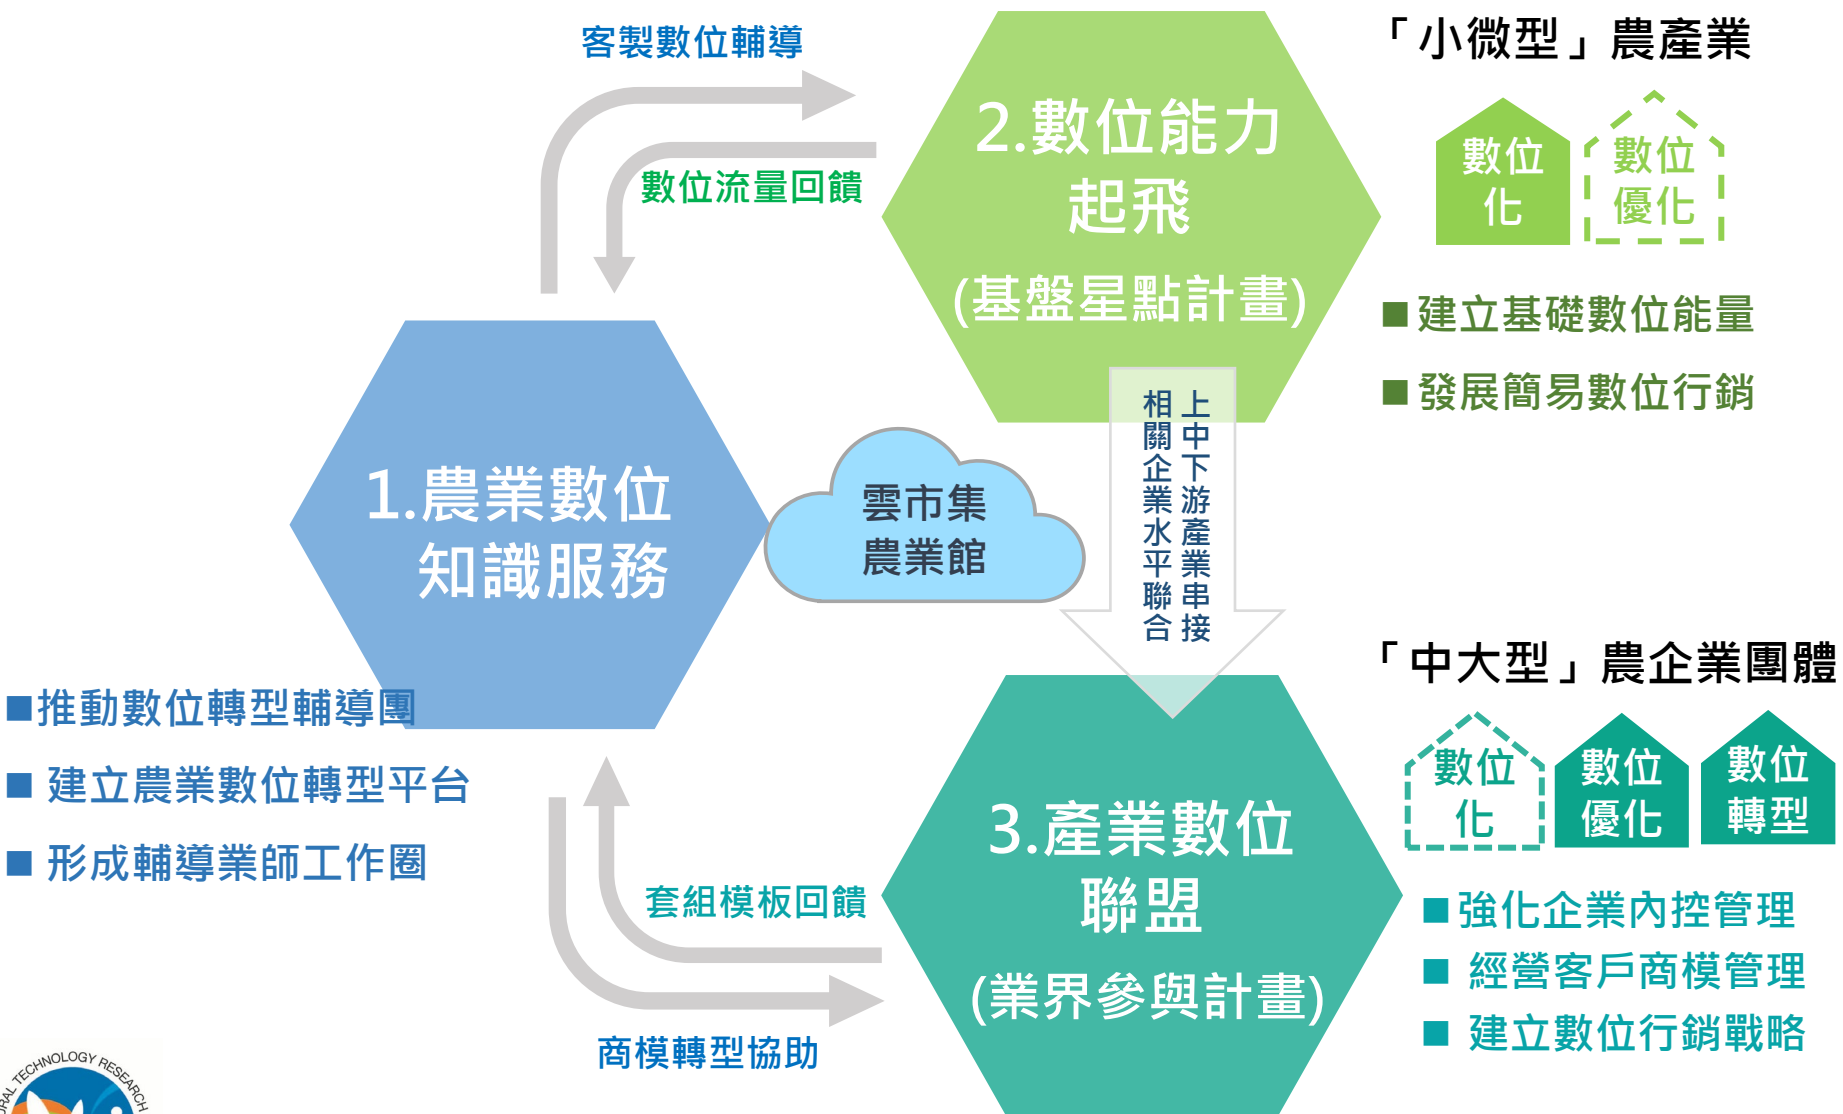 客製數位輔導
數位流量回饋
2.數位能力
起飛
(基盤星點計畫)
「小微型」農產業
數位
化
數位
優化
■建立基礎數位能量
■發展簡易數位行銷
1.農業數位
知識服務
雲市集
農業館
上中下游產業串接
相關企業水平聯合
■推動數位轉型輔導團
■ 建立農業數位轉型平台
■ 形成輔導業師工作圈
「中大型」農企業團體
數位
化
數位
優化
數位
轉型
3.產業數位
聯盟
(業界參與計畫)
套組模板回饋
商模轉型協助
■強化企業內控管理
■ 經營客戶商模管理
■ 建立數位行銷戰略
TECHNOLOGY RESEARCH